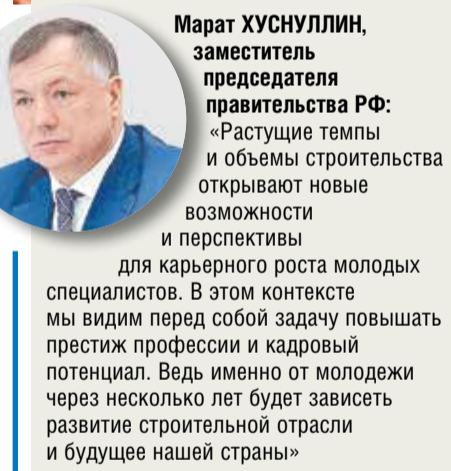 Марат ХУСНУЛЛИН,
заместитель
председателя
правительства РФ:
«Растущие темпы
и объемы строительства
открывают новые
возможности
и перспективы
для карьерного роста молодых
специалистов. В этом контексте
мы видим перед собой задачу повышать
престиж профессии и кадровый
потенциал. Ведь именно от молодежи
через несколько лет будет зависеть
развитие строительной отрасли
и будущее нашей страны»